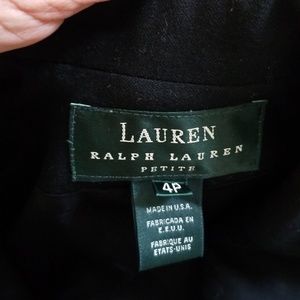 LAUREN
RALPH LAUREN
PETITE
4P
MADE IN U.S.A.
FABRICADA EN
E.E.U.U.
FABRIQUE AU
ETATS-UNIS